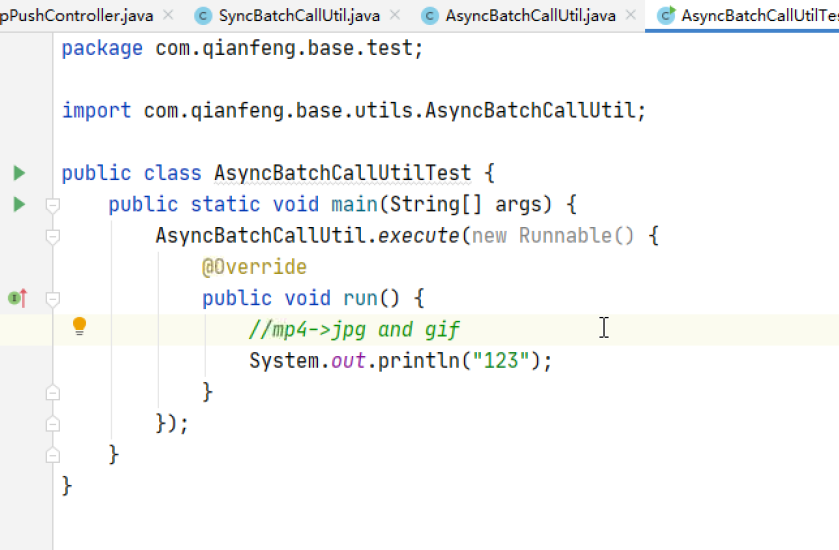 pPushController.java SyncBatchCallUtil.java AsyncBatchCallUtil.java AsyncBatchCallUtilTes
package com.qianfeng.base.test;
import com.qianfeng.base.utils.AsyncBatchCallUtil;
public class AsyncBatchCallUtilTest {
public static void main(String[] args) {
AsyncBatchCallUtil.execute(new Runnable() {
@Override
public void run() {
//mp4->jpg and gif
System.out.println("123");
}
});
}
}